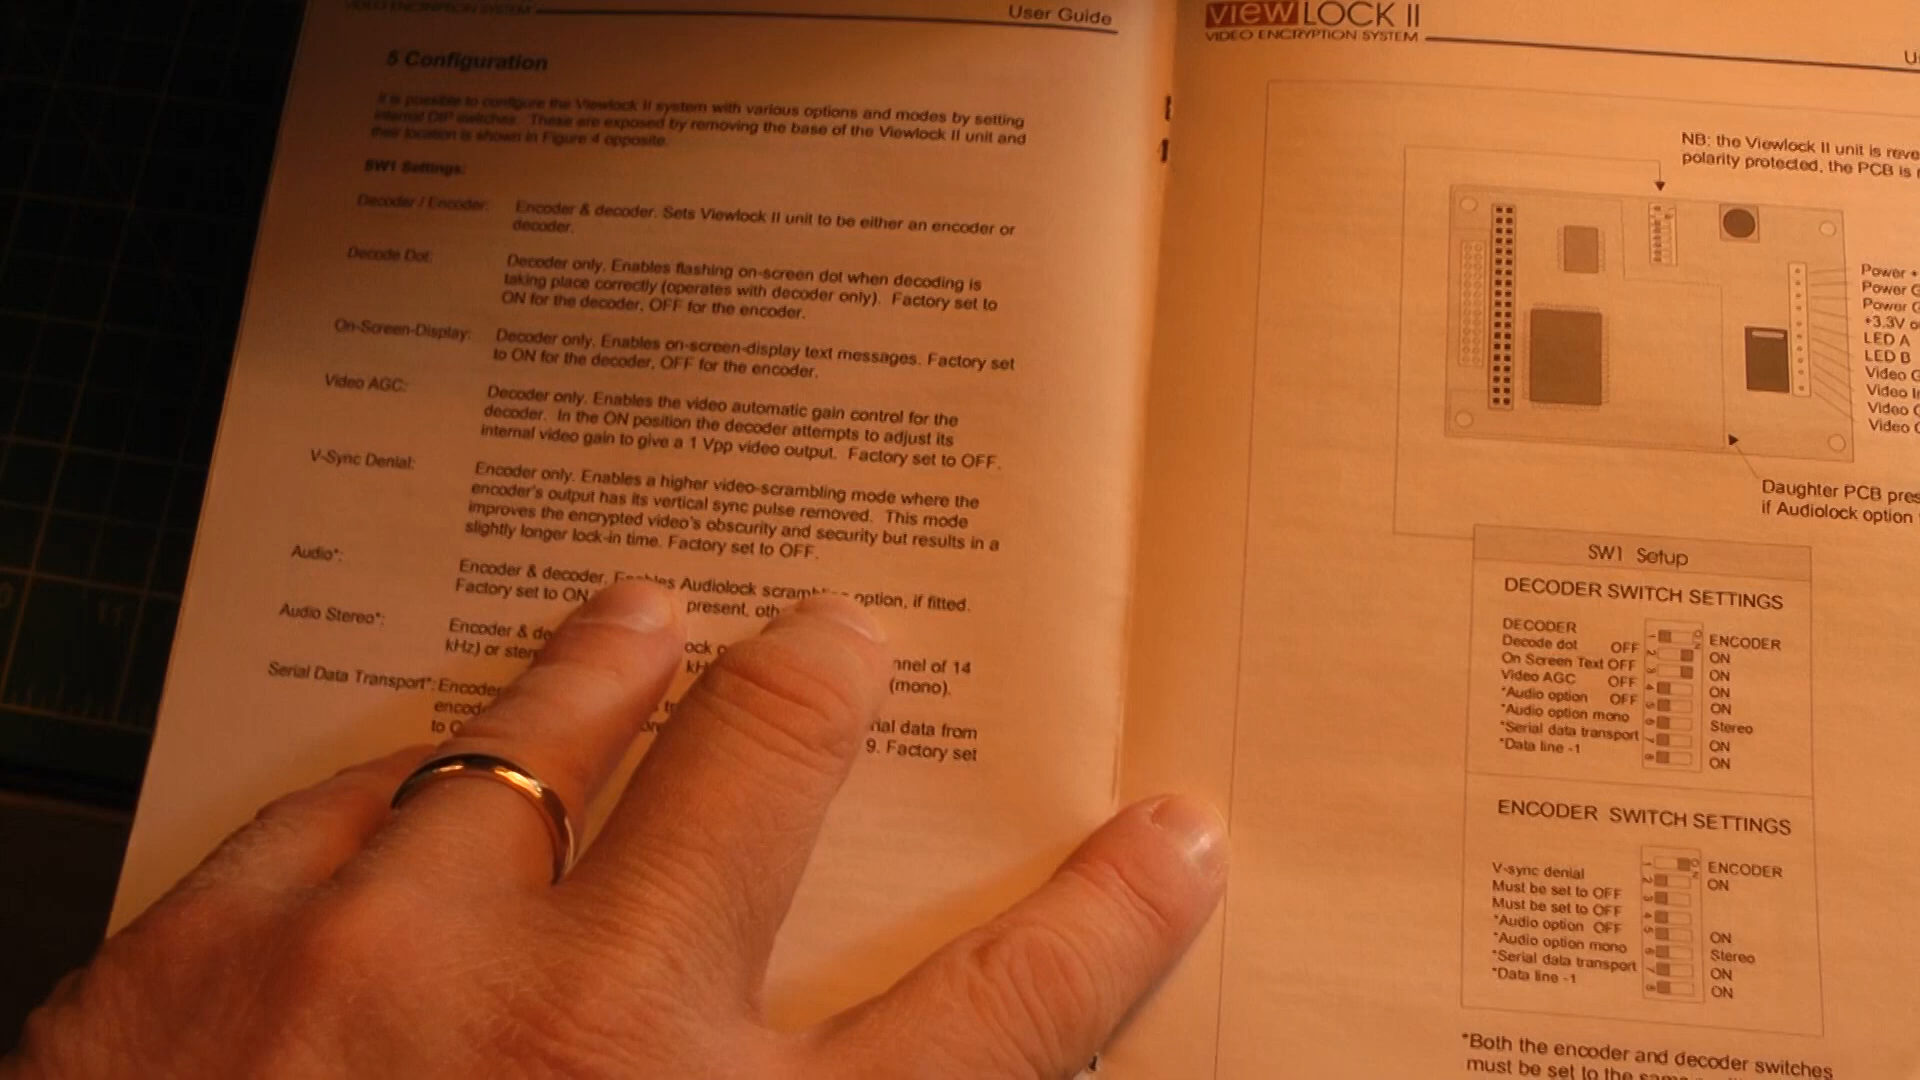 VIDEO ENCRYPTION SYSTEM
User Guide
5 Configuration
It is possible to configure the Viewlock II system with various options and modes by setting
internal DIP switches. These are exposed by removing the base of the Viewlock II unit and
their location is shown in Figure 4 opposite.
SW1 Settings:
Decoder / Encoder: Encoder & decoder. Sets Viewlock II unit to be either an encoder or
decoder.
Decode Dot: Decoder only. Enables flashing on-screen dot when decoding is
taking place correctly (operates with decoder only). Factory set to
ON for the decoder, OFF for the encoder.
On-Screen-Display: Decoder only. Enables on-screen-display text messages. Factory set
to ON for the decoder, OFF for the encoder.
Video AGC: Decoder only. Enables the video automatic gain control for the
decoder. In the ON position the decoder attempts to adjust its
internal video gain to give a 1 Vpp video output. Factory set to OFF.
V-Sync Denial: Encoder only. Enables a higher video-scrambling mode where the
encoder's output has its vertical sync pulse removed. This mode
improves the encrypted video's obscurity and security but results in a
slightly longer lock-in time. Factory set to OFF.
Audio*: Encoder & decoder. Enables Audiolock scrambling option, if fitted.
Factory set to ON present,
Audio Stereo*: Encoder & nnel of 14
kHz) or (mono).
Serial Data Transport*: Encoder
data from
9. Factory set
view LOCK II
VIDEO ENCRYPTION SYSTEM
NB: the Viewlock II unit is
polarity protected, the PCB is
Power +
Power
Power
+3.3V
LED A
LED B
Video
Video
Video
Video
Daughter PCB
if Audiolock option
SW1 Setup
DECODER SWITCH SETTINGS
DECODER ENCODER
Decode dot OFF ON
On Screen Text OFF ON
Video AGC OFF ON
*Audio option OFF ON
*Audio option mono Stereo
*Serial data transport ON
*Data line -1 ON
ENCODER SWITCH SETTINGS
ENCODER
V-sync denial ON
Must be set to OFF
Must be set to OFF
*Audio option OFF ON
*Audio option mono Stereo
*Serial data transport ON
*Data line -1 ON
*Both the encoder and decoder switches
must be set to the